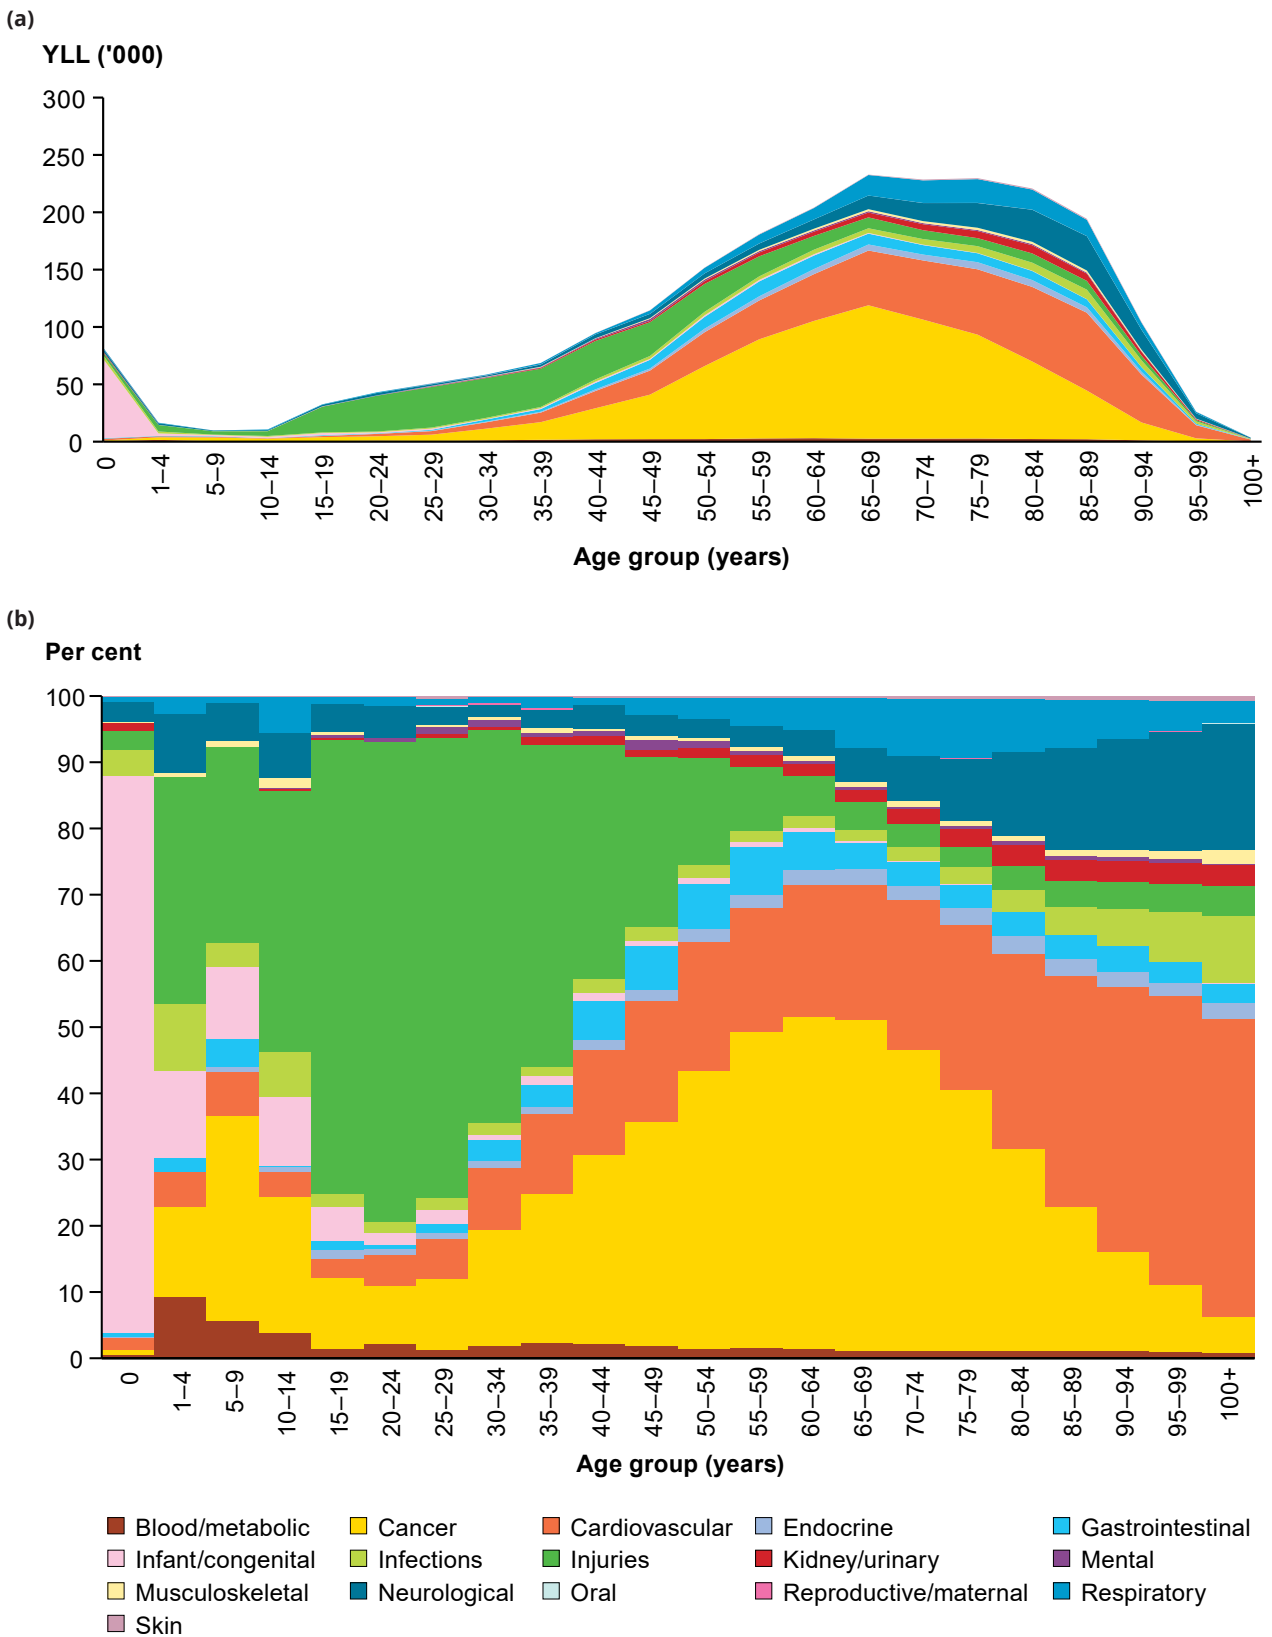 (a)
YLL ('000)
300
250
200
150
100
50
0
0 1–4 5–9 10–14 15–19 20–24 25–29 30–34 35–39 40–44 45–49 50–54 55–59 60–64 65–69 70–74 75–79 80–84 85–89 90–94 95–99 100+
Age group (years)
(b)
Per cent
100
90
80
70
60
50
40
30
20
10
0
0 1–4 5–9 10–14 15–19 20–24 25–29 30–34 35–39 40–44 45–49 50–54 55–59 60–64 65–69 70–74 75–79 80–84 85–89 90–94 95–99 100+
Age group (years)
Blood/metabolic Cancer Cardiovascular Endocrine Gastrointestinal
Infant/congenital Infections Injuries Kidney/urinary Mental
Musculoskeletal Neurological Oral Reproductive/maternal Respiratory
Skin